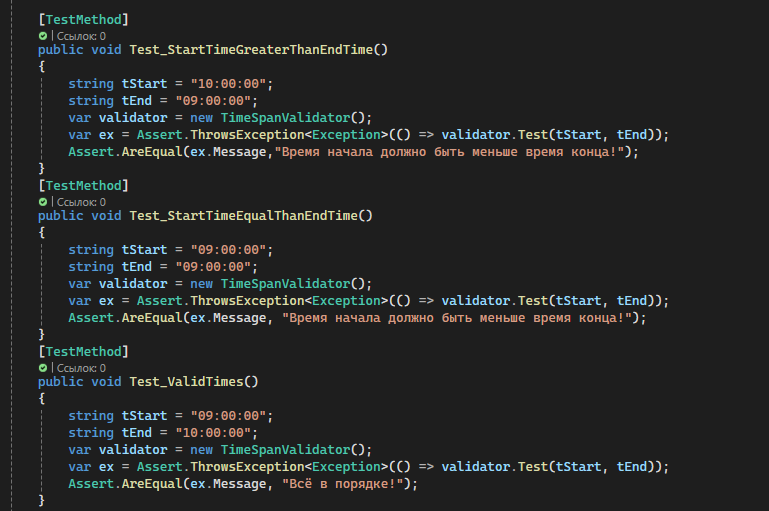 [TestMethod]
| Ссылок: 0
public void Test_StartTimeGreaterThanEndTime()
{
string tStart = "10:00:00";
string tEnd = "09:00:00";
var validator = new TimeSpanValidator();
var ex = Assert.ThrowsException<Exception>(() => validator.Test(tStart, tEnd));
Assert.AreEqual(ex.Message,"Время начала должно быть меньше время конца!");
}
[TestMethod]
| Ссылок: 0
public void Test_StartTimeEqualThanEndTime()
{
string tStart = "09:00:00";
string tEnd = "09:00:00";
var validator = new TimeSpanValidator();
var ex = Assert.ThrowsException<Exception>(() => validator.Test(tStart, tEnd));
Assert.AreEqual(ex.Message, "Время начала должно быть меньше время конца!");
}
[TestMethod]
| Ссылок: 0
public void Test_ValidTimes()
{
string tStart = "09:00:00";
string tEnd = "10:00:00";
var validator = new TimeSpanValidator();
var ex = Assert.ThrowsException<Exception>(() => validator.Test(tStart, tEnd));
Assert.AreEqual(ex.Message, "Всё в порядке!");
}